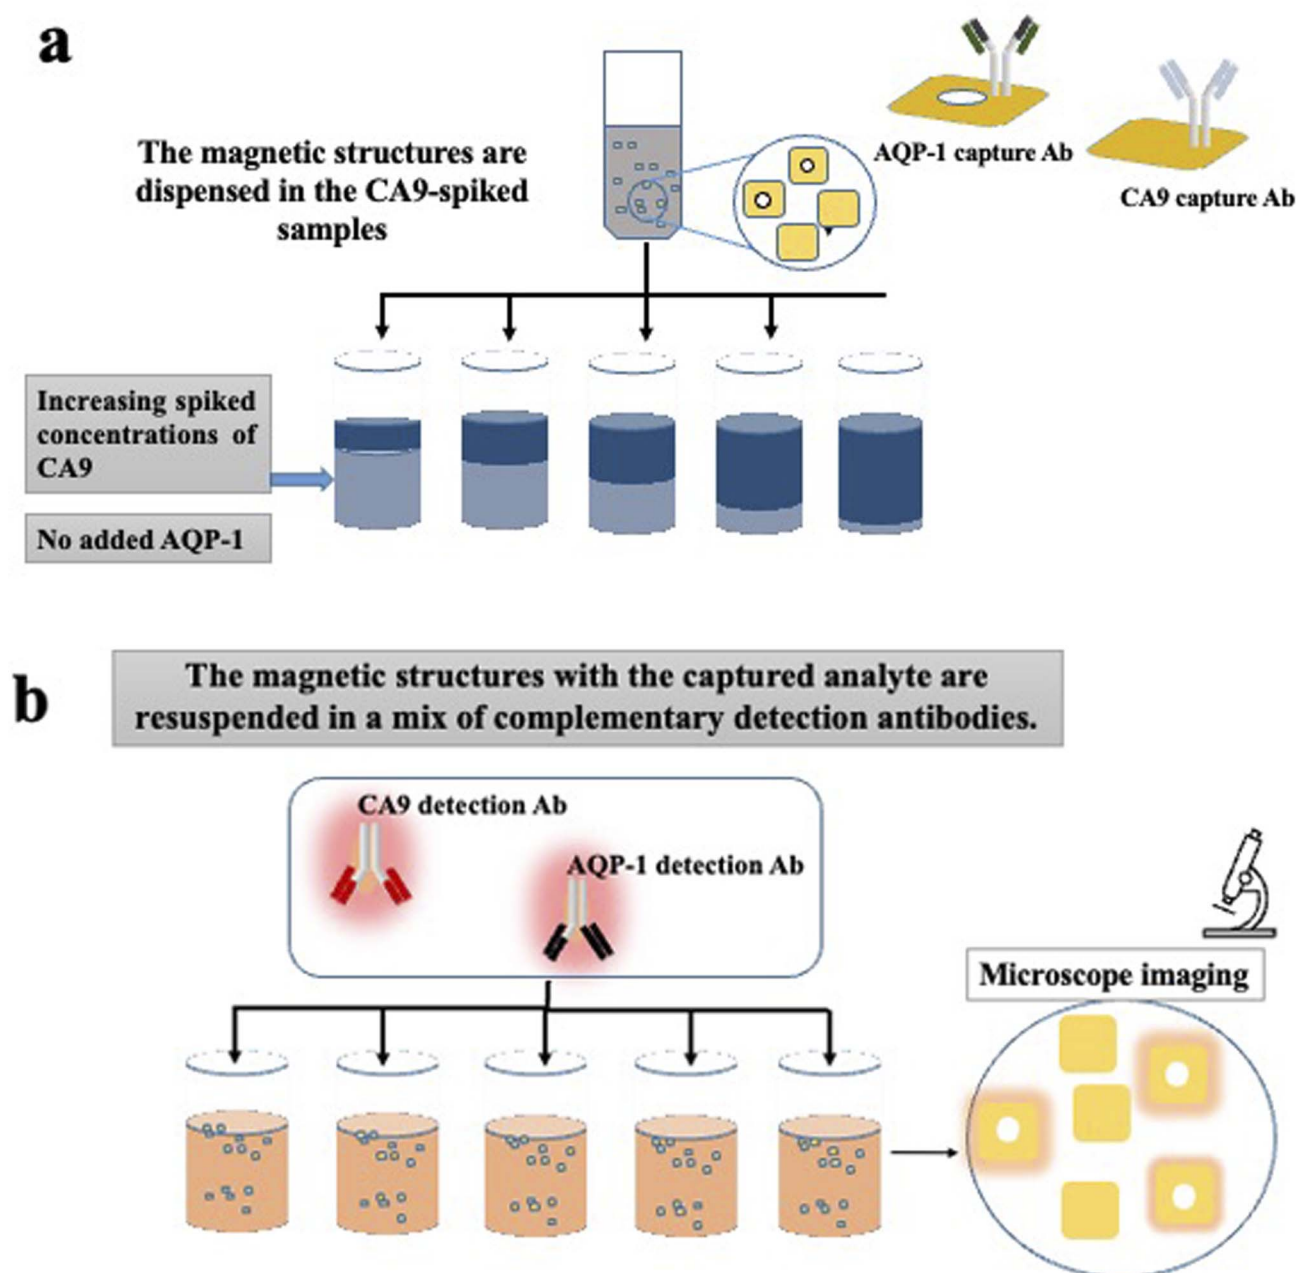 a
The magnetic structures are
dispensed in the CA9-spiked
samples
AQP-1 capture Ab
CA9 capture Ab
Increasing spiked
concentrations of
CA9
No added AQP-1
b
The magnetic structures with the captured analyte are
resuspended in a mix of complementary detection antibodies.
CA9 detection Ab
AQP-1 detection Ab
Microscope imaging